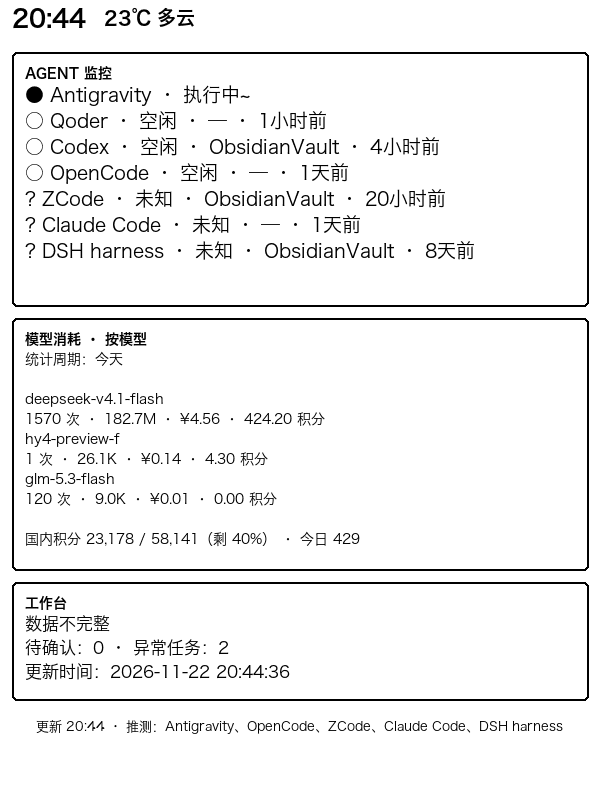 20:44 23℃ 多云
AGENT 监控
● Antigravity · 执行中~
○ Qoder · 空闲 · — · 1小时前
○ Codex · 空闲 · ObsidianVault · 4小时前
○ OpenCode · 空闲 · — · 1天前
? ZCode · 未知 · ObsidianVault · 20小时前
? Claude Code · 未知 · — · 1天前
? DSH harness · 未知 · ObsidianVault · 8天前
模型消耗 · 按模型
统计周期：今天
deepseek-v4.1-flash
1570 次 · 182.7M · ¥4.56 · 424.20 积分
hy4-preview-f
1 次 · 26.1K · ¥0.14 · 4.30 积分
glm-5.3-flash
120 次 · 9.0K · ¥0.01 · 0.00 积分
国内积分 23,178 / 58,141（剩 40%） · 今日 429
工作台
数据不完整
待确认：0 · 异常任务：2
更新时间：2026-11-22 20:44:36
更新 20:44 · 推测：Antigravity、OpenCode、ZCode、Claude Code、DSH harness